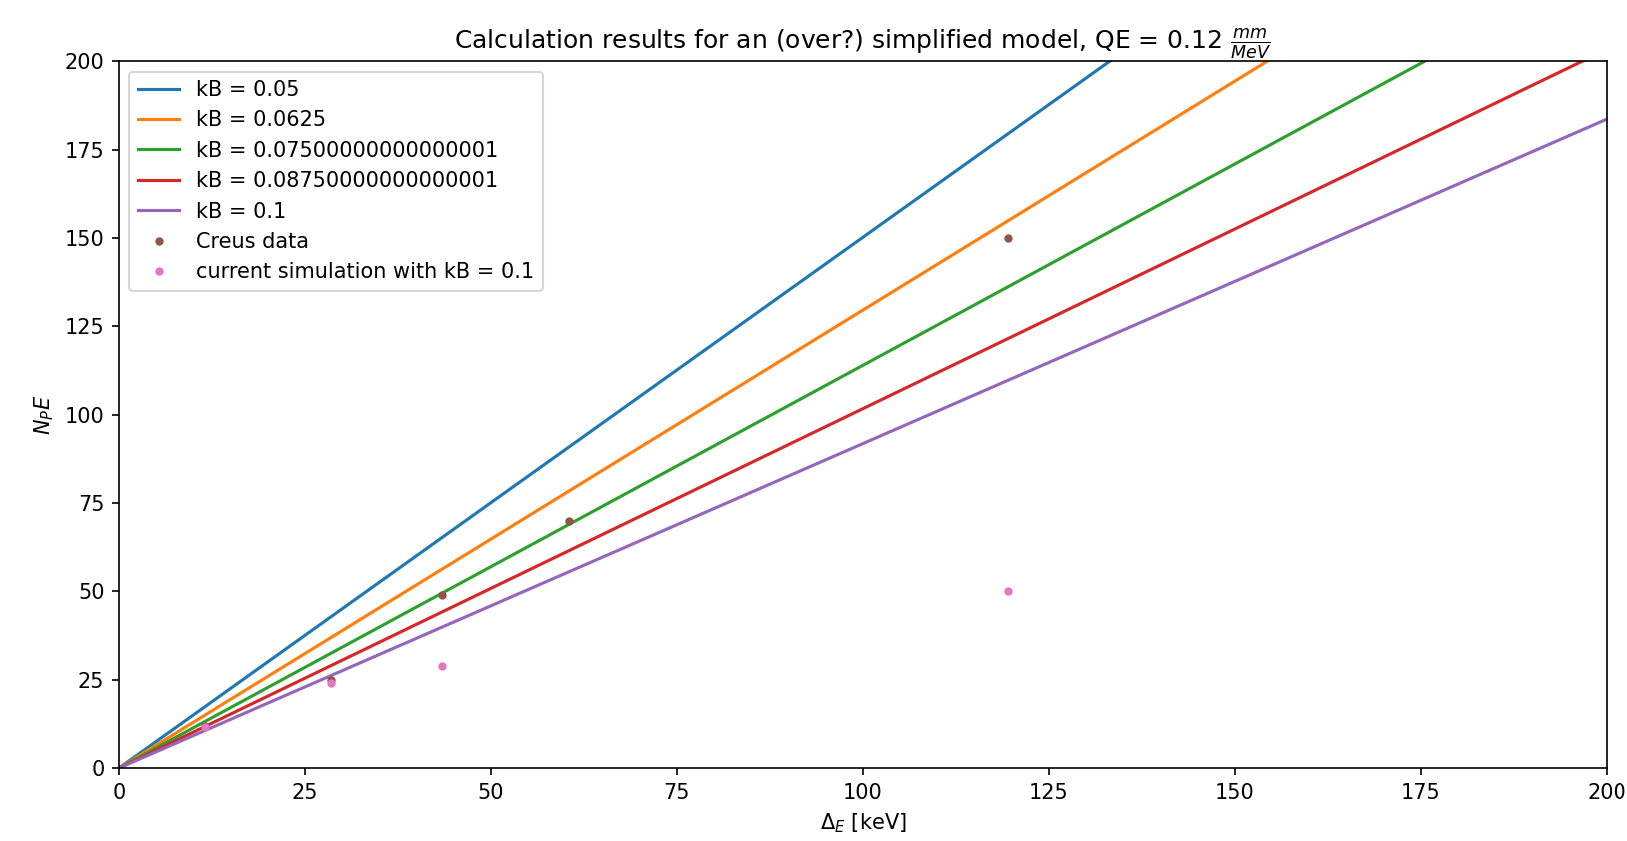 Calculation results for an (over?) simplified model, QE = 0.12 mm/MeV
200
175
150
125
100
75
50
25
0
kB = 0.05
kB = 0.0625
kB = 0.07500000000000001
kB = 0.08750000000000001
kB = 0.1
Creus data
current simulation with kB = 0.1
N_PE
0 25 50 75 100 125 150 175 200
Δ_E [keV]